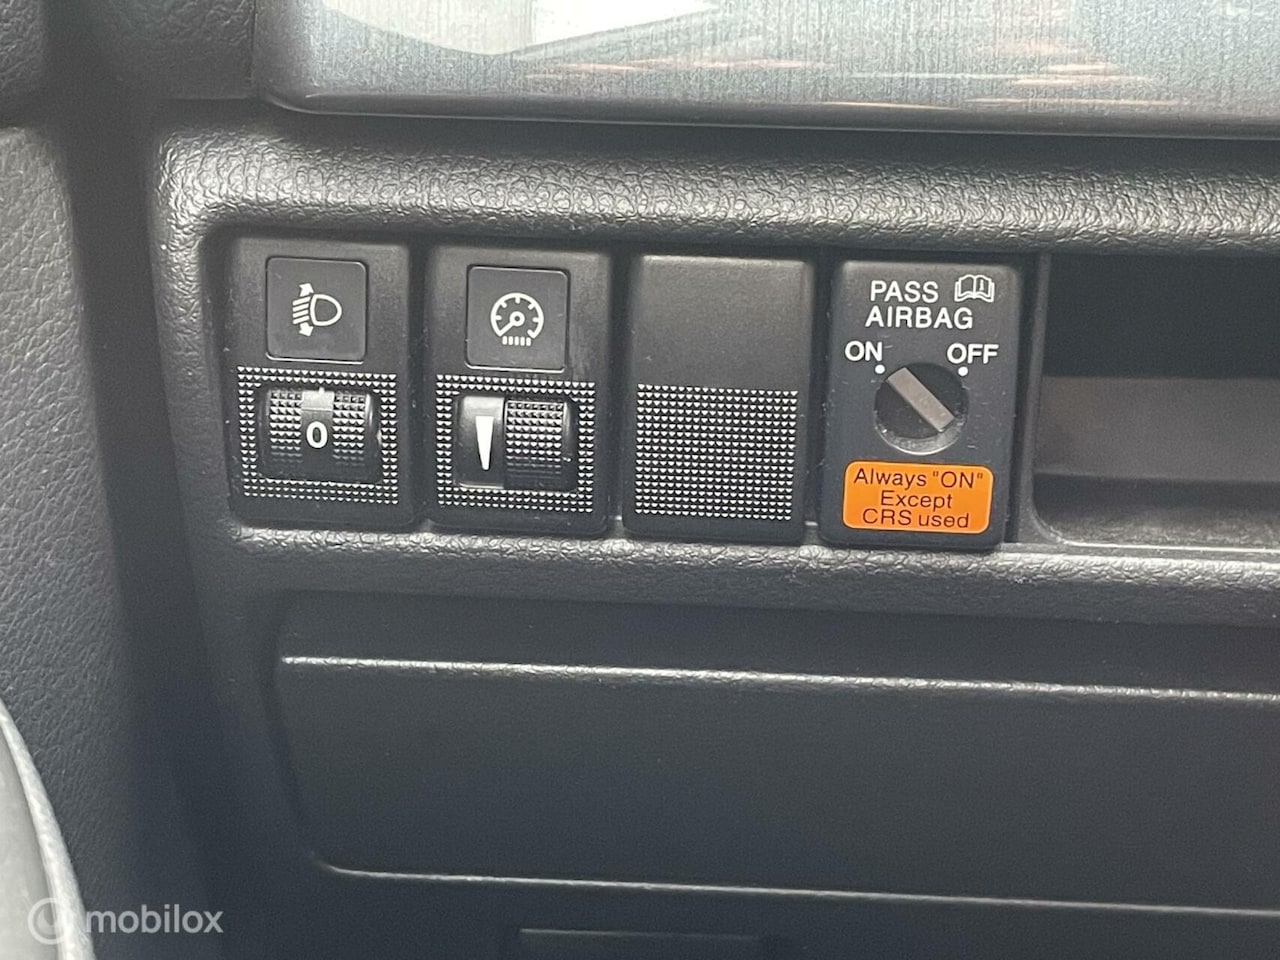 PASS
AIRBAG
ON OFF
0
Always "ON"
Except
CRS used
mobilox